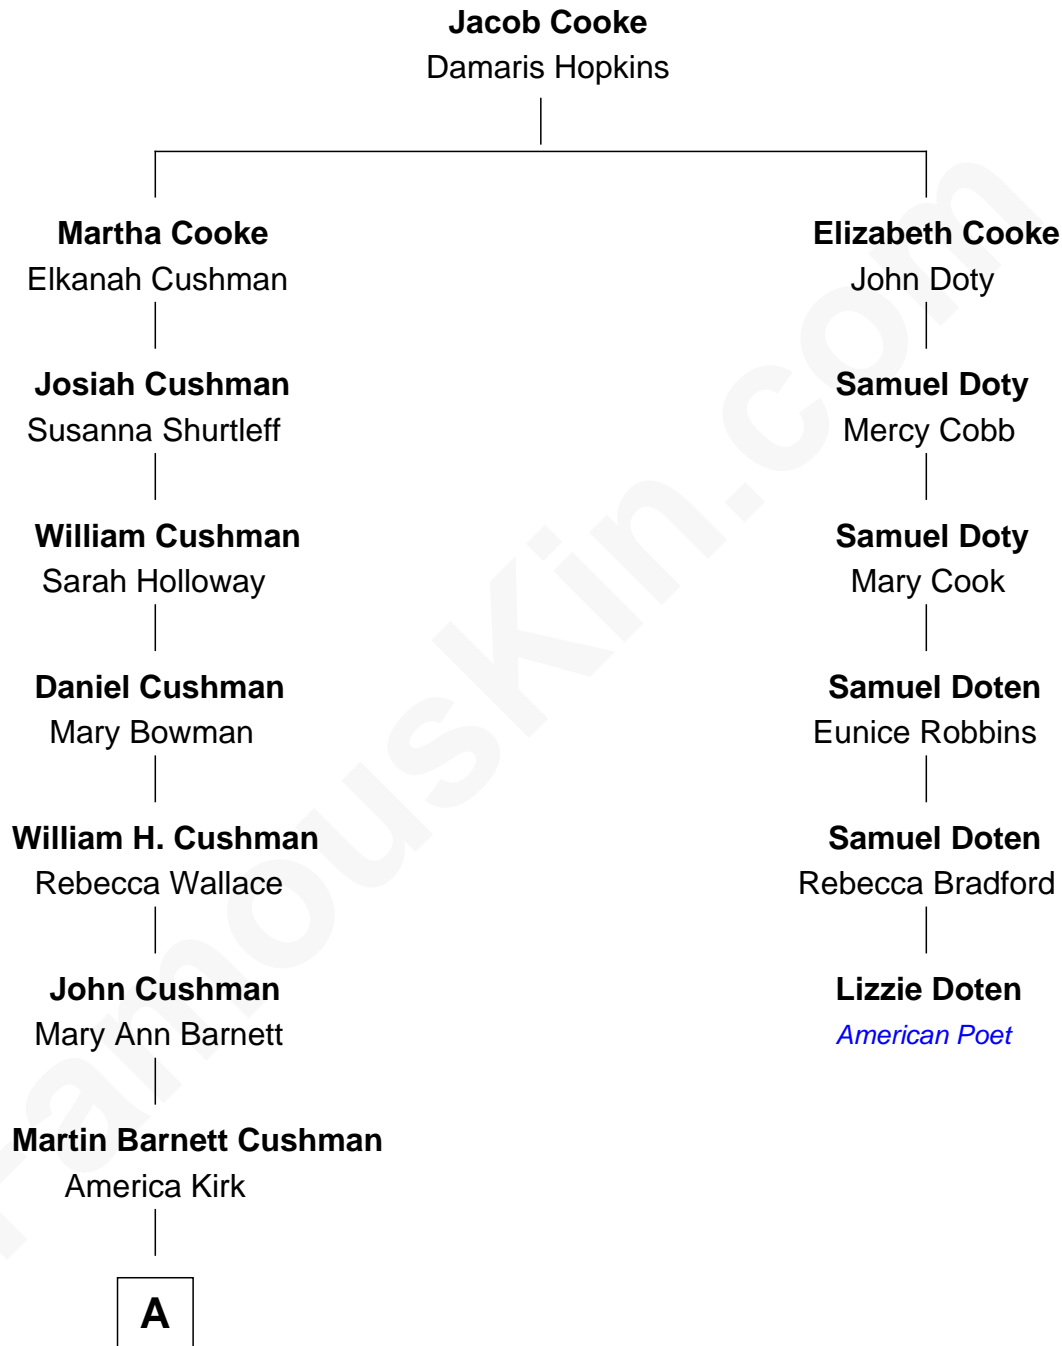 Jacob Cooke
Damaris Hopkins
Martha Cooke
Elkanah Cushman
Elizabeth Cooke
John Doty
Josiah Cushman
Susanna Shurtleff
Samuel Doty
Mercy Cobb
William Cushman
Sarah Holloway
Samuel Doty
Mary Cook
Daniel Cushman
Mary Bowman
Samuel Doten
Eunice Robbins
William H. Cushman
Rebecca Wallace
Samuel Doten
Rebecca Bradford
John Cushman
Mary Ann Barnett
Lizzie Doten
American Poet
Martin Barnett Cushman
America Kirk
A
FamousKin.com